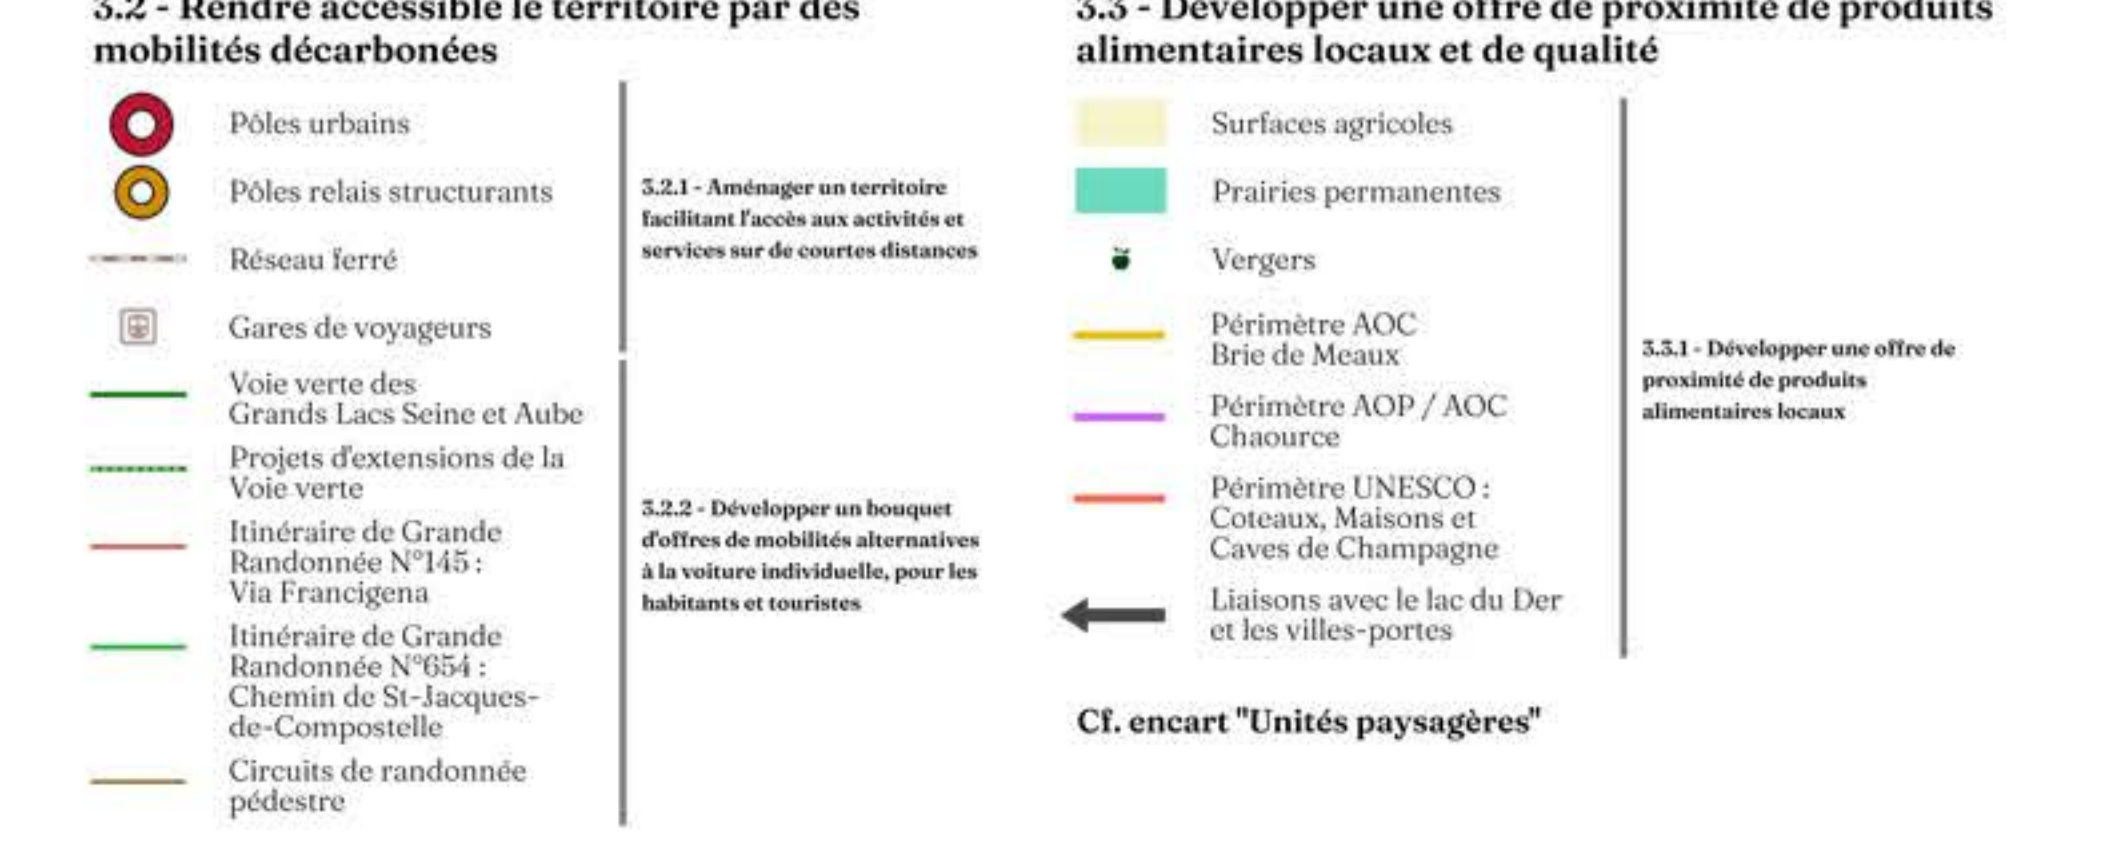 3.2 - Rendre accessible le territoire par des
mobilités décarbonées
Pôles urbains
Pôles relais structurants
Réseau ferré
Gares de voyageurs
3.2.1 - Aménager un territoire
facilitant l'accès aux activités et
services sur de courtes distances
Voie verte des
Grands Lacs Seine et Aube
Projets d'extensions de la
Voie verte
Itinéraire de Grande
Randonnée N°145 :
Via Francigena
Itinéraire de Grande
Randonnée N°654 :
Chemin de St-Jacques-
de-Compostelle
Circuits de randonnée
pédestre
3.2.2 - Développer un bouquet
d'offres de mobilités alternatives
à la voiture individuelle, pour les
habitants et touristes
3.3 - Développer une offre de proximité de produits
alimentaires locaux et de qualité
Surfaces agricoles
Prairies permanentes
Vergers
Périmètre AOC
Brie de Meaux
Périmètre AOP / AOC
Chaource
Périmètre UNESCO :
Coteaux, Maisons et
Caves de Champagne
Liaisons avec le lac du Der
et les villes-portes
3.3.1 - Développer une offre de
proximité de produits
alimentaires locaux
Cf. encart "Unités paysagères"